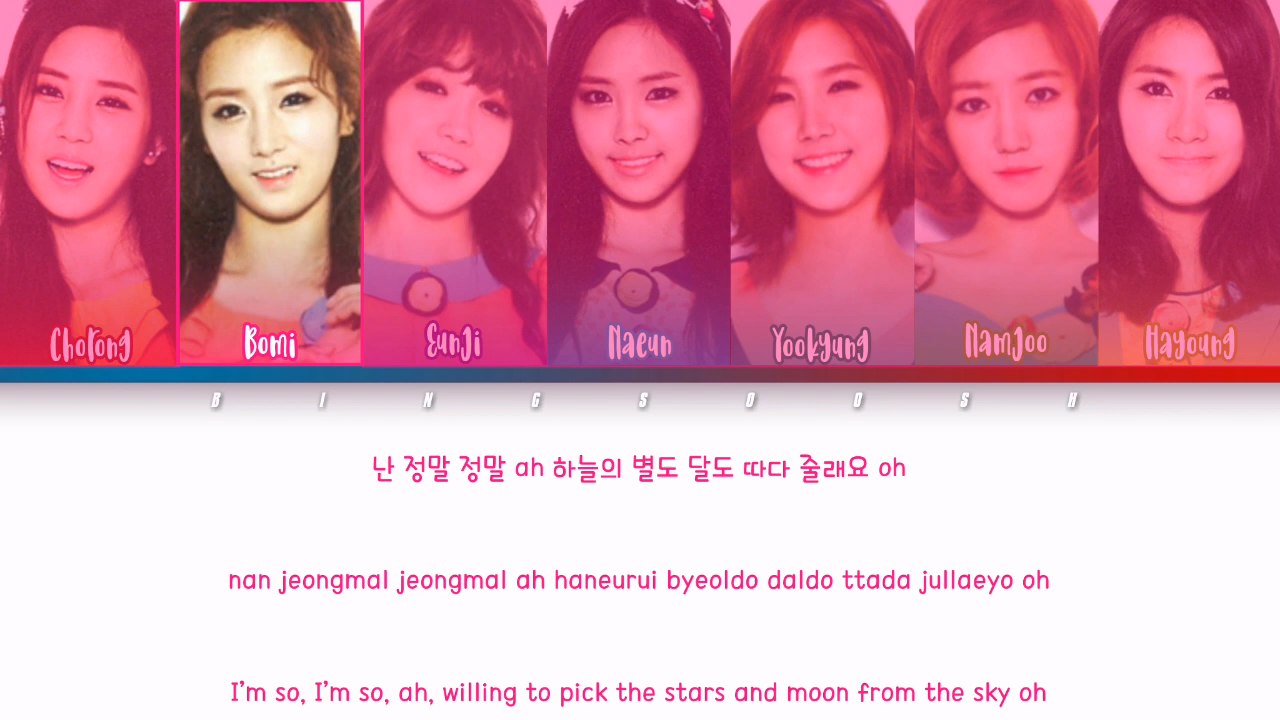 Chorong Bomi EunJi Naeun Yookyung NamJoo Hayoung
B I N G S O O S H
난 정말 정말 ah 하늘의 별도 달도 따다 줄래요 oh
nan jeongmal jeongmal ah haneurui byeoldo daldo ttada jullaeyo oh
I'm so, I'm so, ah, willing to pick the stars and moon from the sky oh